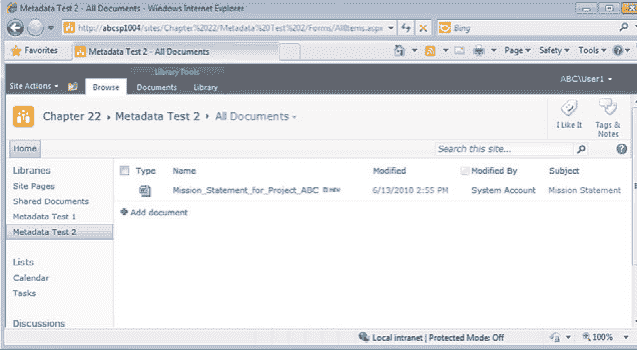 Metadata Test 2 - All Documents - Windows Internet Explorer
http://abcsp1004/sites/Chapter%2022/Metadata%20Test%202/Forms/AllItems.aspx
Bing
Favorites
Metadata Test 2 - All Documents
Page
Safety
Tools
Library Tools
ABC\User1
Site Actions
Browse
Documents
Library
Chapter 22
Metadata Test 2
All Documents
I Like It
Tags & Notes
Home
Search this site...
Libraries
Site Pages
Shared Documents
Metadata Test 1
Metadata Test 2
Lists
Calendar
Tasks
Discussions
Type
Name
Modified
Modified By
Subject
Mission_Statement_for_Project_ABC
6/13/2010 2:55 PM
System Account
Mission Statement
Add document
Local intranet | Protected Mode: Off
100%